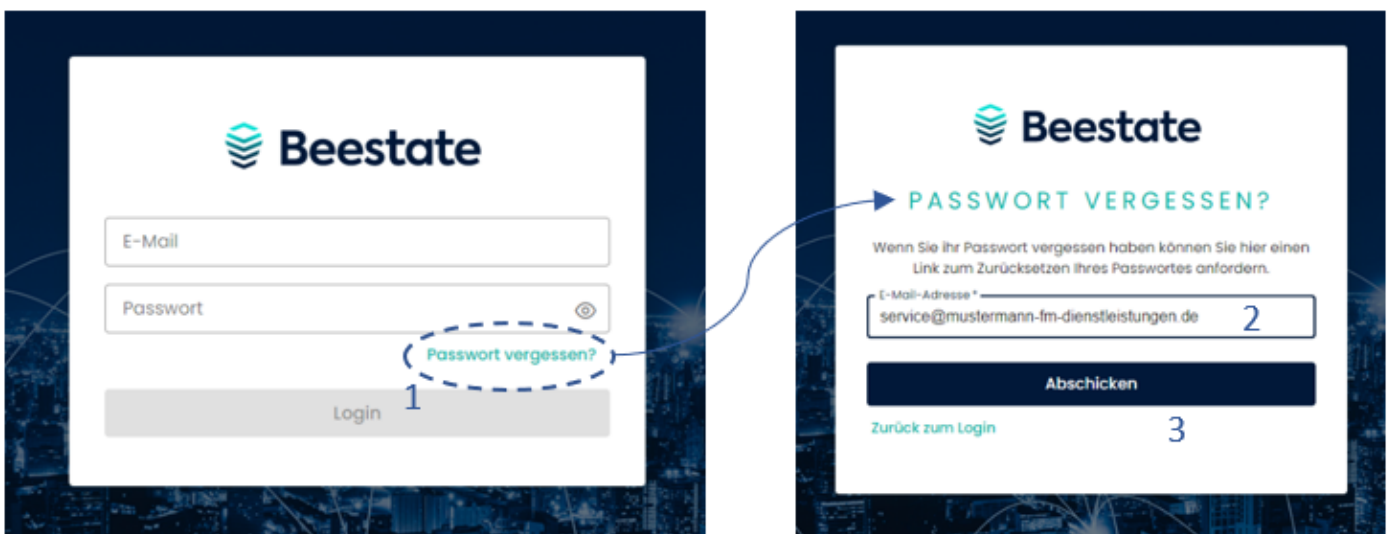 Beestate
E-Mail
Passwort
Passwort vergessen?
1
Login
Beestate
PASSWORT VERGESSEN?
Wenn Sie ihr Passwort vergessen haben können Sie hier einen
Link zum Zurücksetzen Ihres Passwortes anfordern.
E-Mail-Adresse *
service@mustermann-fm-dienstleistungen.de
2
Abschicken
Zurück zum Login
3